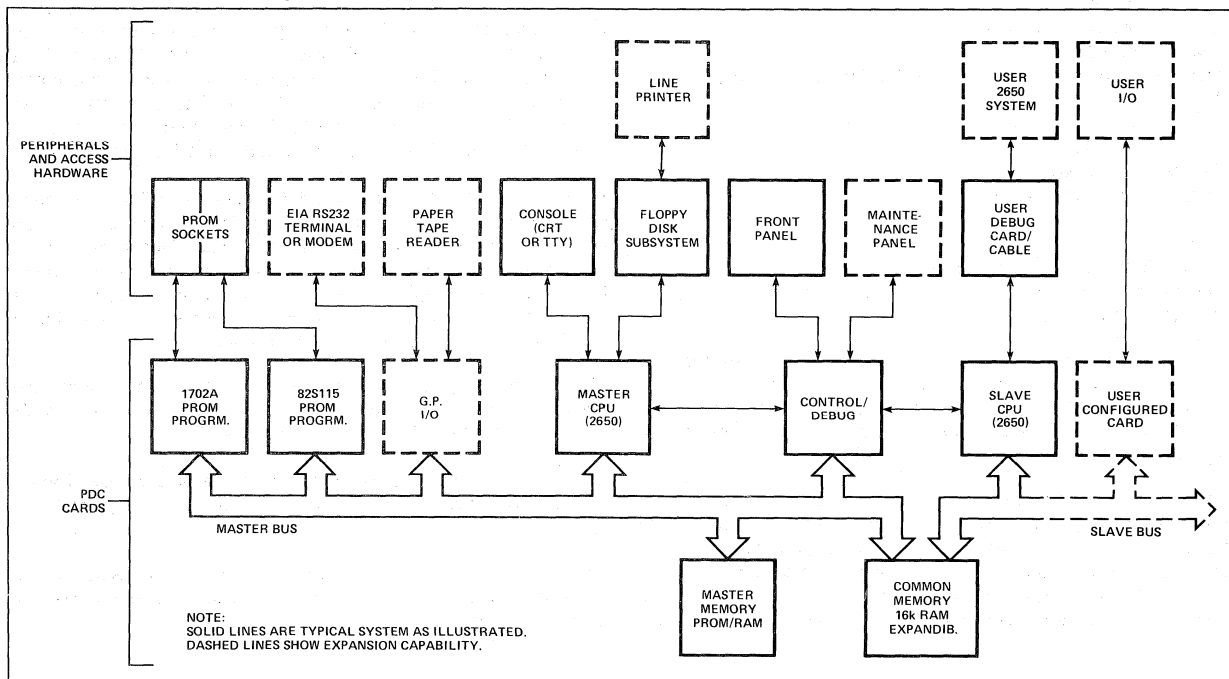 LINE
PRINTER
USER
2650
SYSTEM
USER
I/O
PERIPHERALS
AND ACCESS
HARDWARE
PROM
SOCKETS
EIA RS232
TERMINAL
OR MODEM
PAPER
TAPE
READER
CONSOLE
(CRT
OR TTY)
FLOPPY
DISK
SUBSYSTEM
FRONT
PANEL
MAINTE-
NANCE
PANEL
USER
DEBUG
CARD/
CABLE
1702A
PROM
PROGRM.
82S115
PROM
PROGRM.
G.P.
I/O
MASTER
CPU
(2650)
CONTROL/
DEBUG
SLAVE
CPU
(2650)
USER
CONFIGURED
CARD
PDC
CARDS
MASTER BUS
SLAVE BUS
MASTER
MEMORY
PROM/RAM
COMMON
MEMORY
16k RAM
EXPANDIB.
NOTE:
SOLID LINES ARE TYPICAL SYSTEM AS ILLUSTRATED.
DASHED LINES SHOW EXPANSION CAPABILITY.